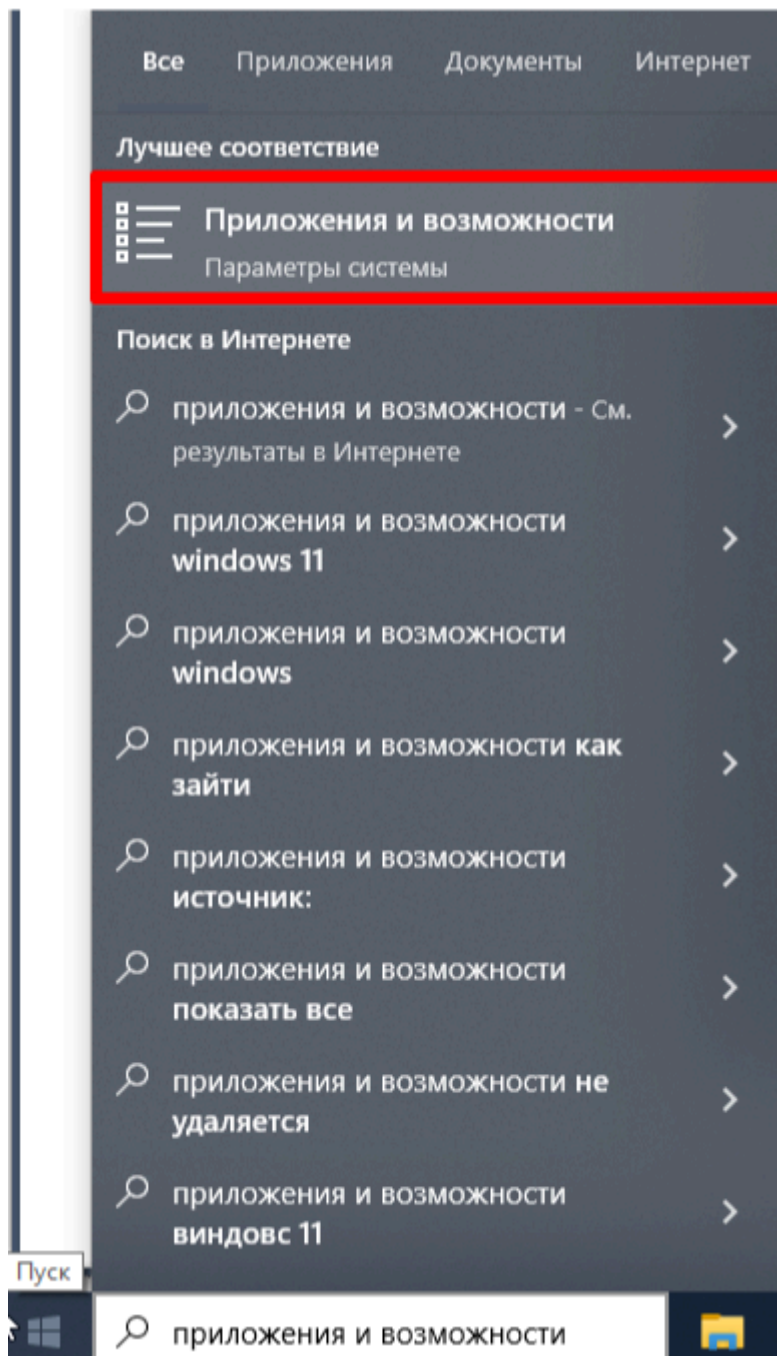 Все Приложения Документы Интернет
Лучшее соответствие
Приложения и возможности
Параметры системы
Поиск в Интернете
приложения и возможности - См.
результаты в Интернете
приложения и возможности
windows 11
приложения и возможности
windows
приложения и возможности как
зайти
приложения и возможности
источник:
приложения и возможности
показать все
приложения и возможности не
удаляется
приложения и возможности
виндовс 11
Пуск
приложения и возможности